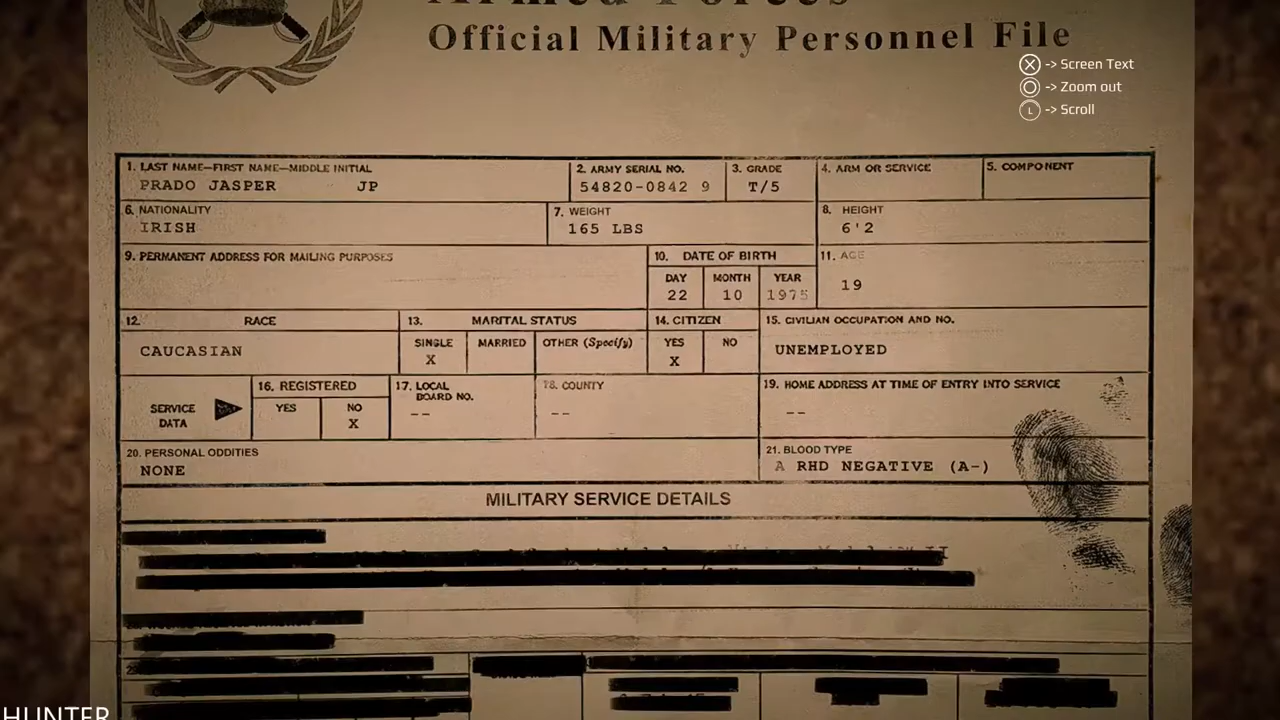 Armed Forces
Official Military Personnel File
-> Screen Text
-> Zoom out
L -> Scroll
1. LAST NAME—FIRST NAME—MIDDLE INITIAL
PRADO JASPER JP
2. ARMY SERIAL NO.
54820-0842 9
3. GRADE
T/5
4. ARM OR SERVICE
5. COMPONENT
6. NATIONALITY
IRISH
7. WEIGHT
165 LBS
8. HEIGHT
6'2
9. PERMANENT ADDRESS FOR MAILING PURPOSES
10. DATE OF BIRTH
DAY MONTH YEAR
22 10 1975
11. AGE
19
12. RACE
CAUCASIAN
13. MARITAL STATUS
SINGLE MARRIED OTHER (Specify)
X
14. CITIZEN
YES NO
X
15. CIVILIAN OCCUPATION AND NO.
UNEMPLOYED
SERVICE
DATA
16. REGISTERED
YES NO
X
17. LOCAL
BOARD NO.
--
18. COUNTY
--
19. HOME ADDRESS AT TIME OF ENTRY INTO SERVICE
--
20. PERSONAL ODDITIES
NONE
21. BLOOD TYPE
A RHD NEGATIVE (A-)
MILITARY SERVICE DETAILS
HUNTER